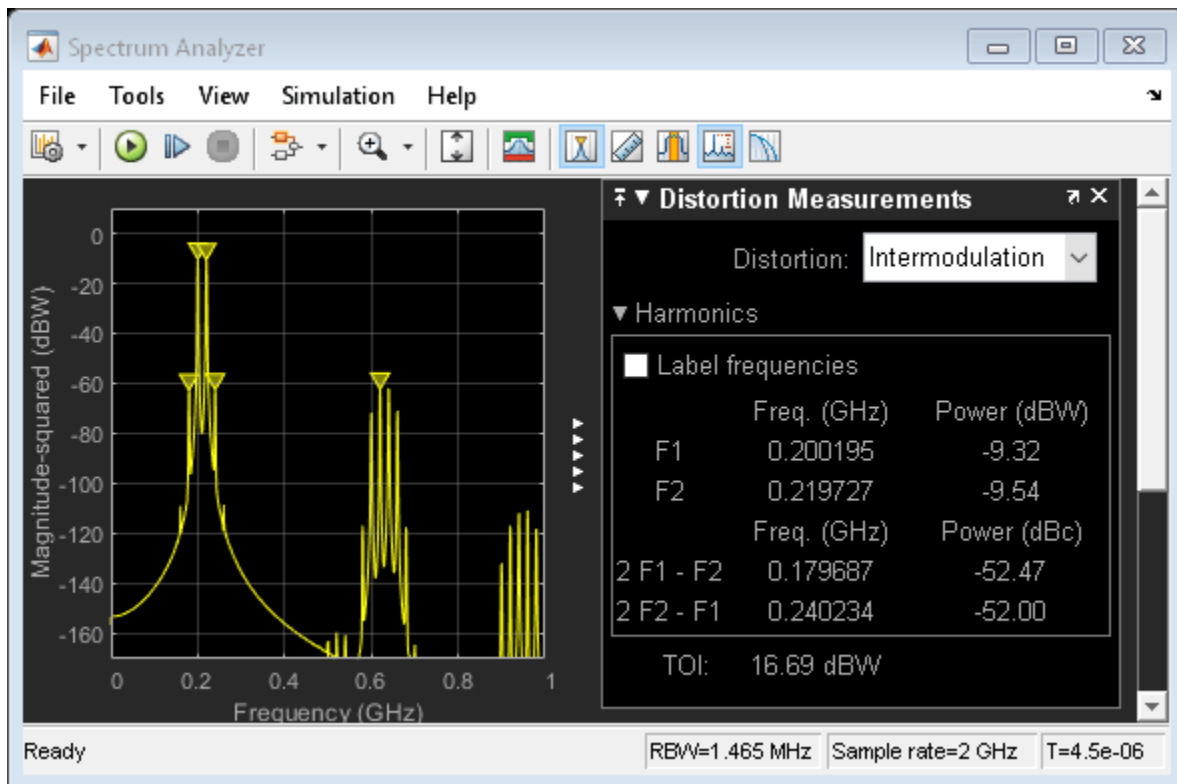 Spectrum Analyzer
File Tools View Simulation Help
Distortion Measurements
Distortion: Intermodulation
Harmonics
Label frequencies
Freq. (GHz) Power (dBW)
F1 0.200195 -9.32
F2 0.219727 -9.54
Freq. (GHz) Power (dBc)
2 F1 - F2 0.179687 -52.47
2 F2 - F1 0.240234 -52.00
TOI: 16.69 dBW
Magnitude-squared (dBW)
0
-20
-40
-60
-80
-100
-120
-140
-160
0 0.2 0.4 0.6 0.8 1
Frequency (GHz)
Ready RBW=1.465 MHz Sample rate=2 GHz T=4.5e-06